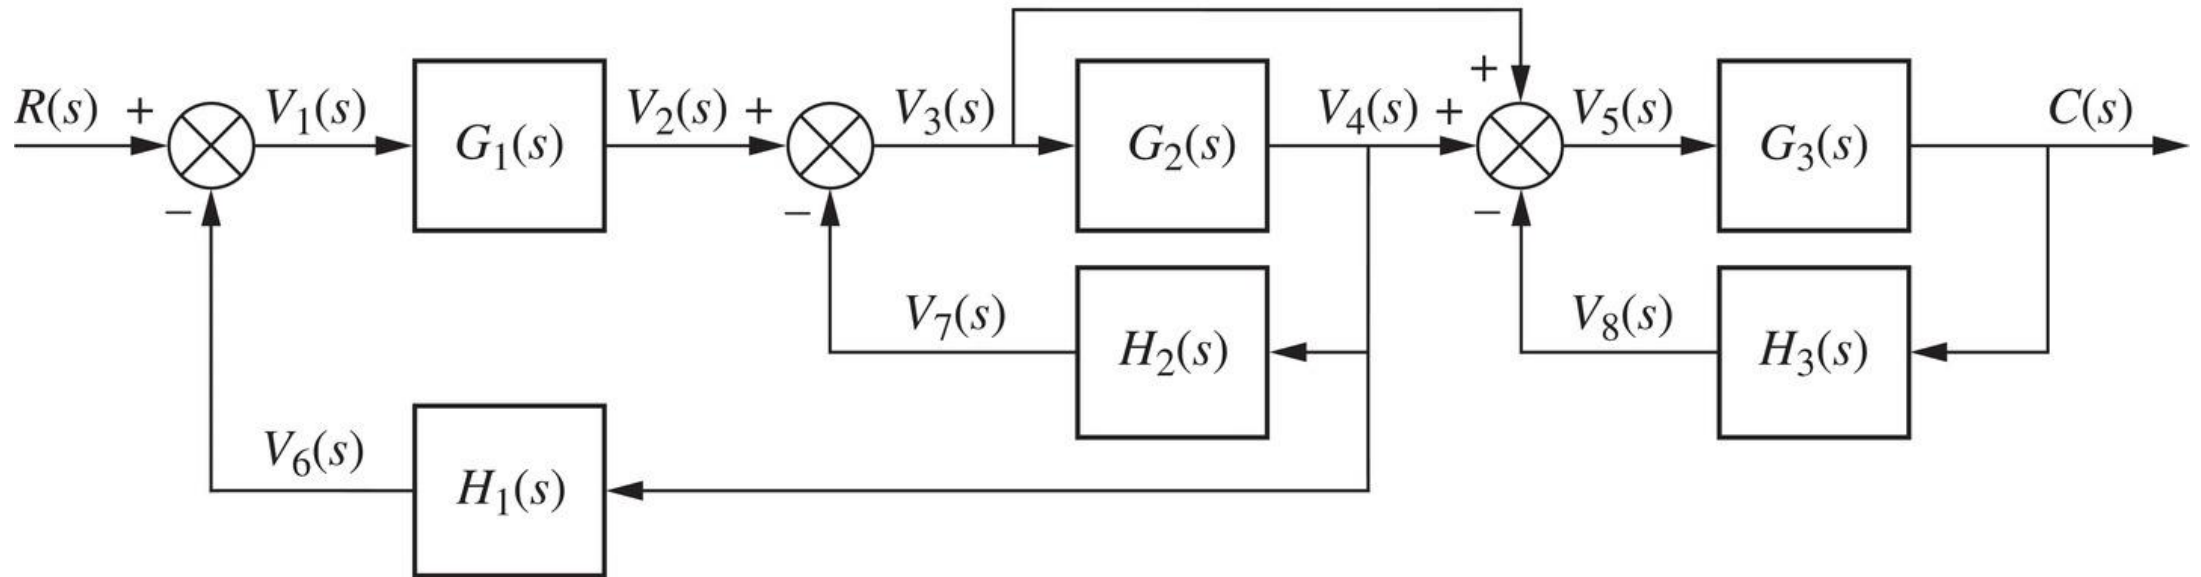 +
R(s) + V₁(s) G₁(s) V₂(s) + V₃(s) G₂(s) V₄(s) + V₅(s) G₃(s) C(s)
− − −
V₇(s) H₂(s) V₈(s) H₃(s)
V₆(s) H₁(s)